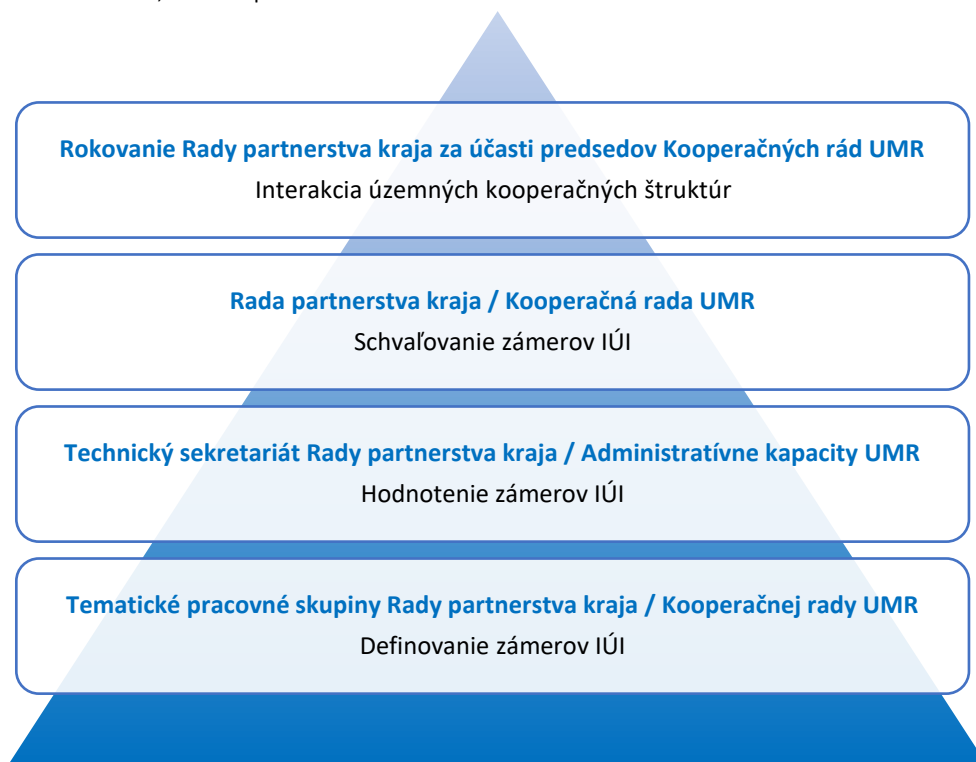 Rokovanie Rady partnerstva kraja za účasti predsedov Kooperačných rád UMR
Interakcia územných kooperačných štruktúr
Rada partnerstva kraja / Kooperačná rada UMR
Schvaľovanie zámerov IÚI
Technický sekretariát Rady partnerstva kraja / Administratívne kapacity UMR
Hodnotenie zámerov IÚI
Tematické pracovné skupiny Rady partnerstva kraja / Kooperačnej rady UMR
Definovanie zámerov IÚI